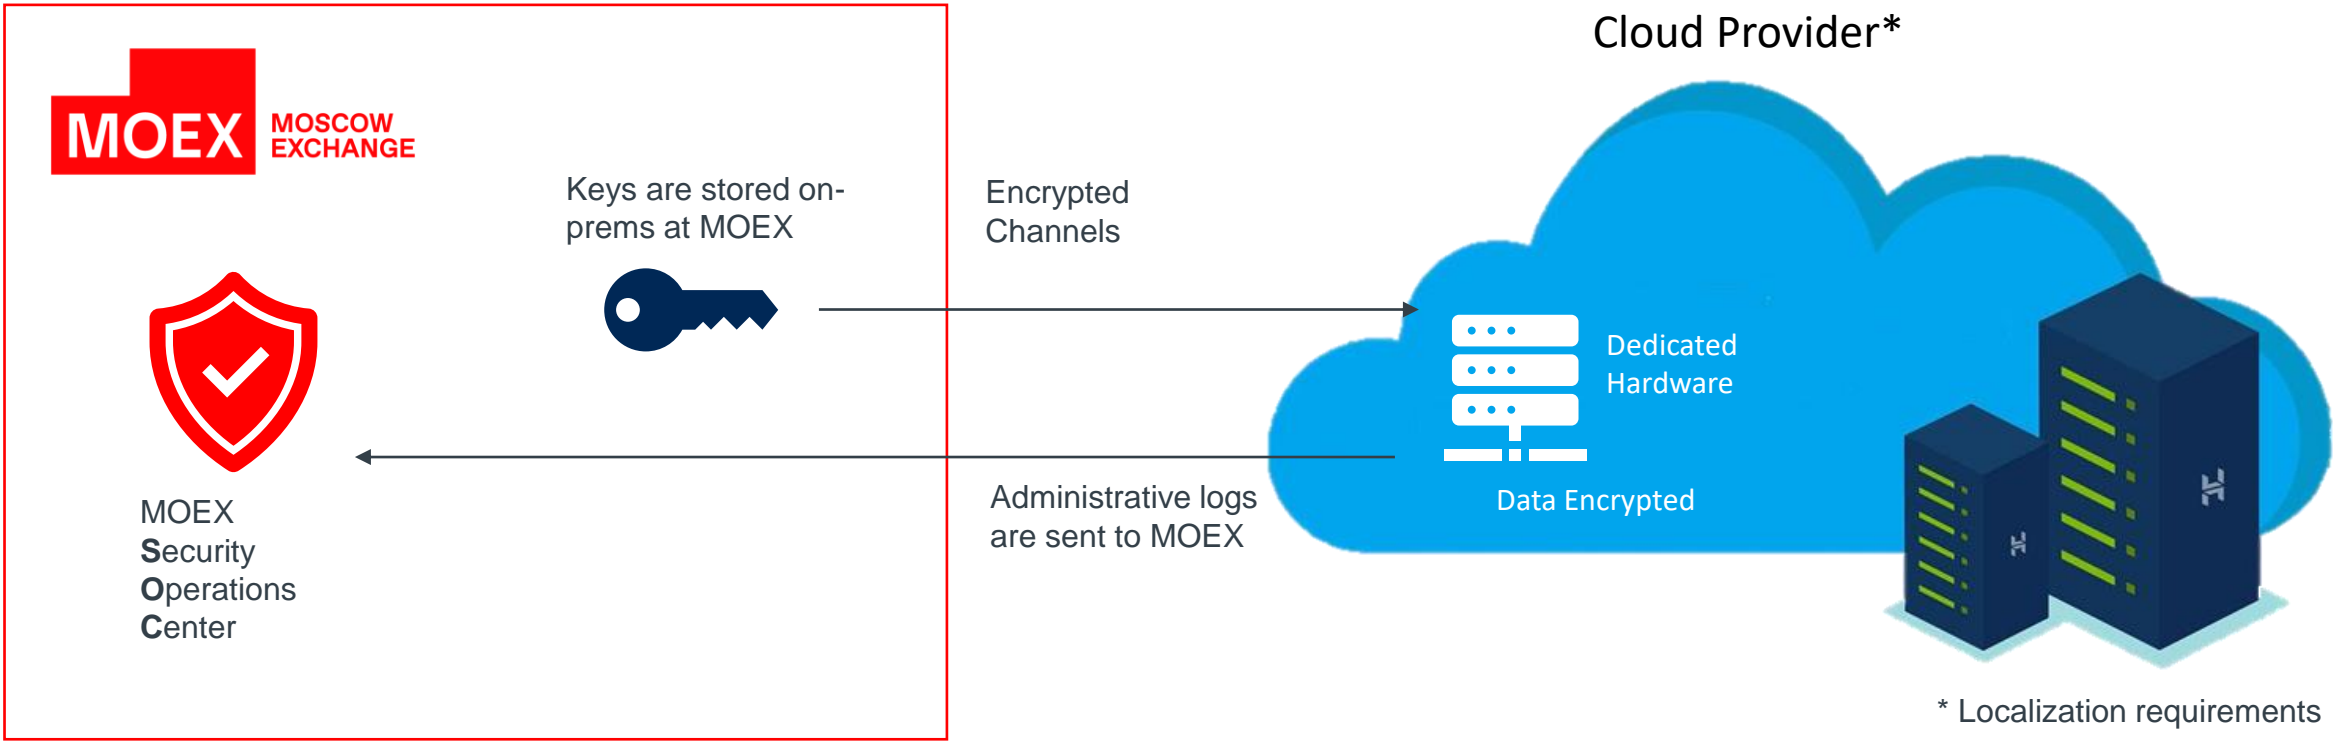 Cloud Provider*
MOEX
MOSCOW
EXCHANGE
Keys are stored on-
prems at MOEX
Encrypted
Channels
Dedicated
Hardware
Data Encrypted
Administrative logs
are sent to MOEX
MOEX
Security
Operations
Center
* Localization requirements